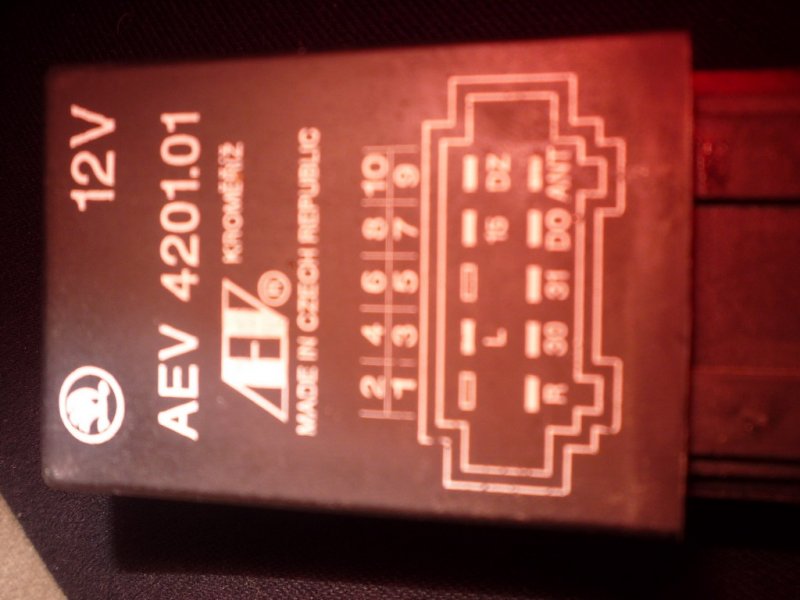 12V
AEV 4201.01
AEV ® KROMĚŘÍŽ
MADE IN CZECH REPUBLIC
2 4 6 8 10
1 3 5 7 9
L 15 DZ
R 30 31 DO ANT